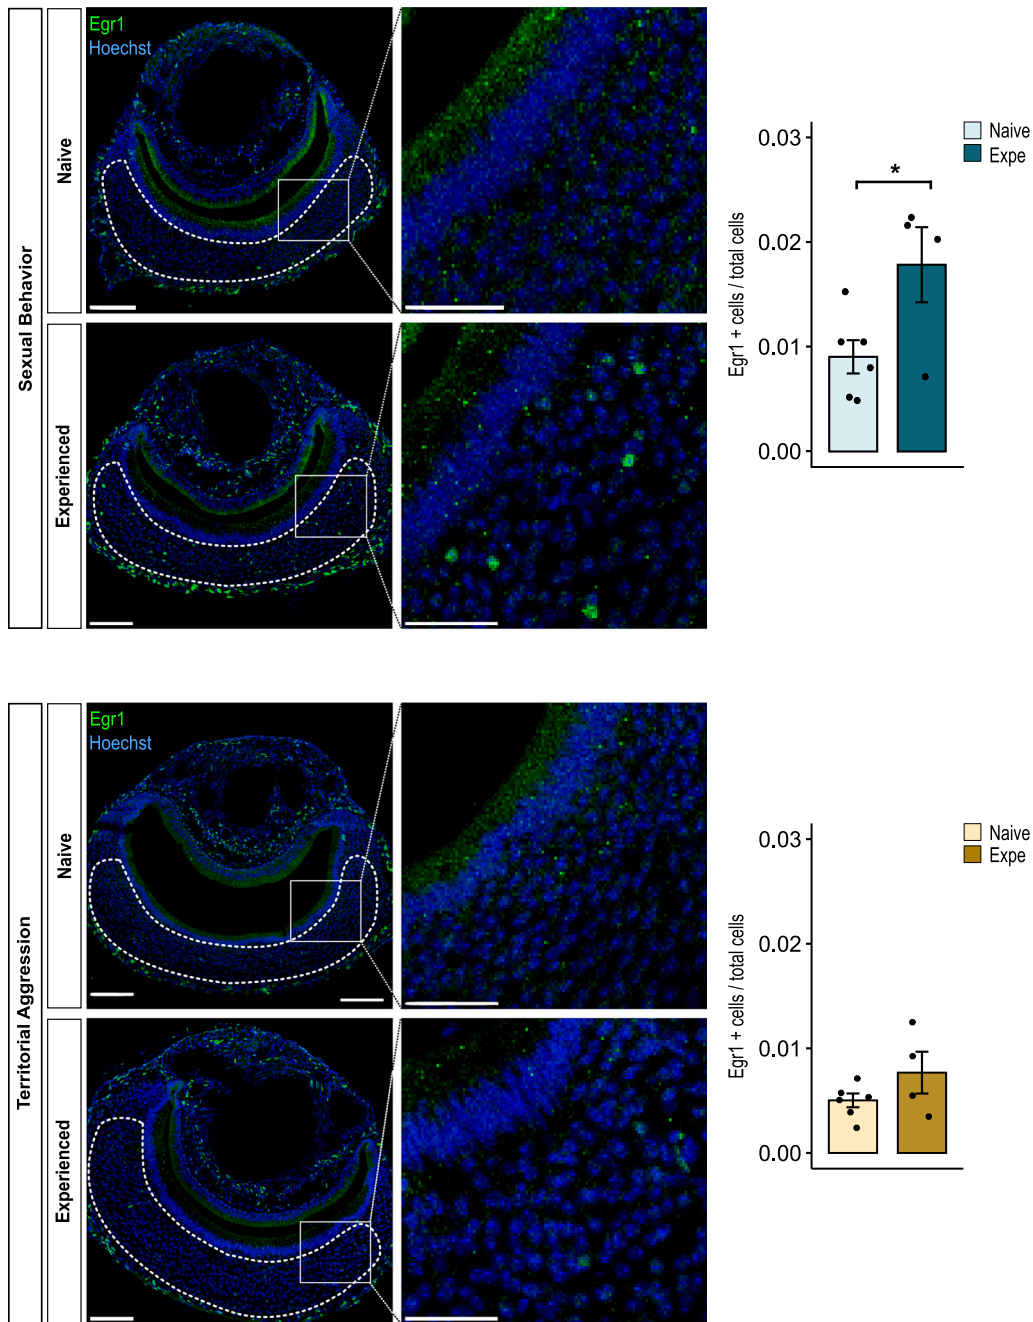 Sexual Behavior
Naive
Egr1
Hoechst
Experienced
Egr1 + cells / total cells
0.03
0.02
0.01
0.00
*
Naive
Expe
Territorial Aggression
Naive
Egr1
Hoechst
Experienced
Egr1 + cells / total cells
0.03
0.02
0.01
0.00
Naive
Expe